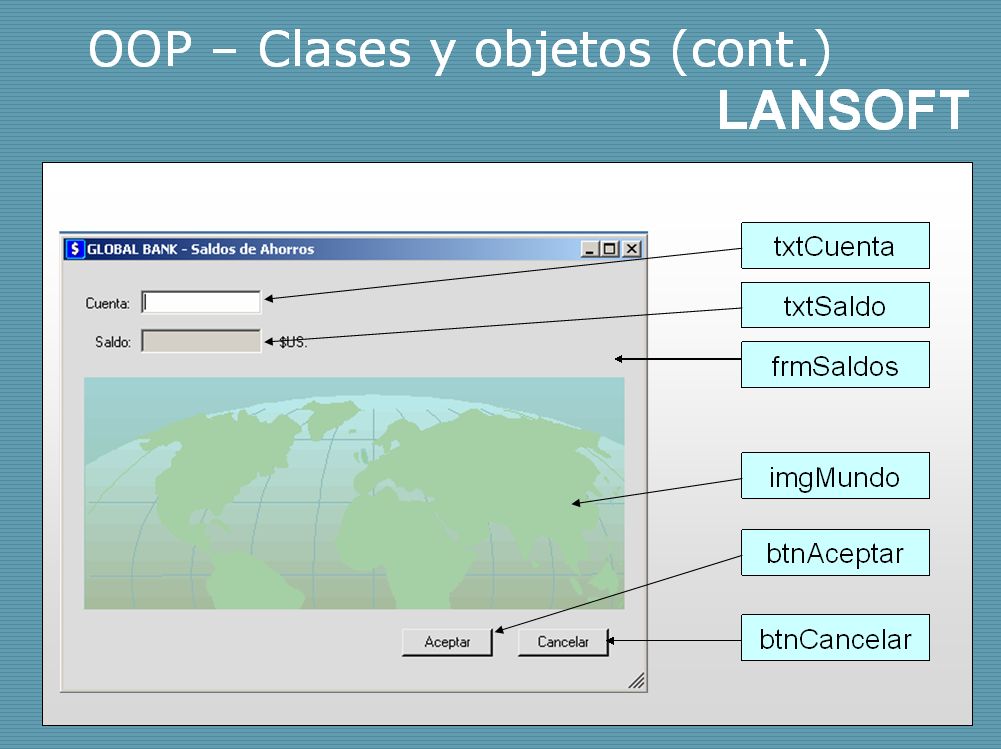 OOP – Clases y objetos (cont.)
LANSOFT
$ GLOBAL BANK - Saldos de Ahorros
Cuenta:
Saldo: $US.
Aceptar Cancelar
txtCuenta
txtSaldo
frmSaldos
imgMundo
btnAceptar
btnCancelar